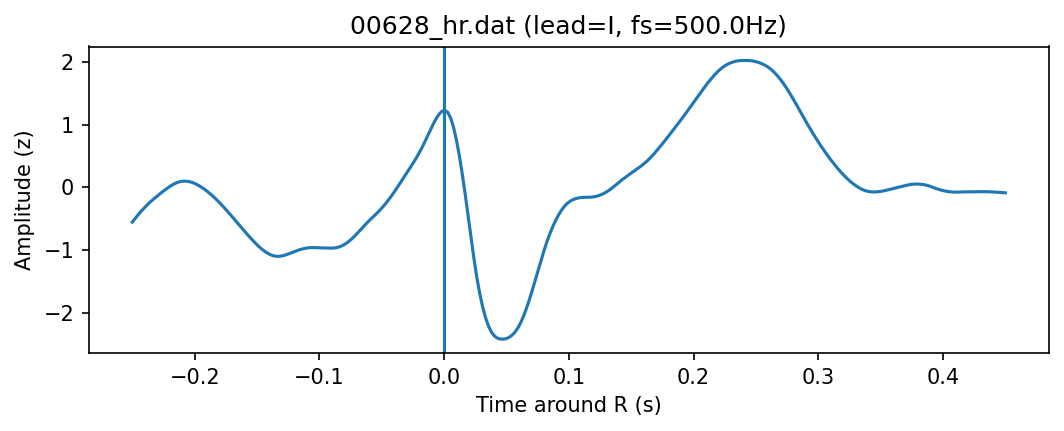 00628_hr.dat (lead=I, fs=500.0Hz)
Amplitude (z)
2
1
0
−1
−2
−0.2 −0.1 0.0 0.1 0.2 0.3 0.4
Time around R (s)